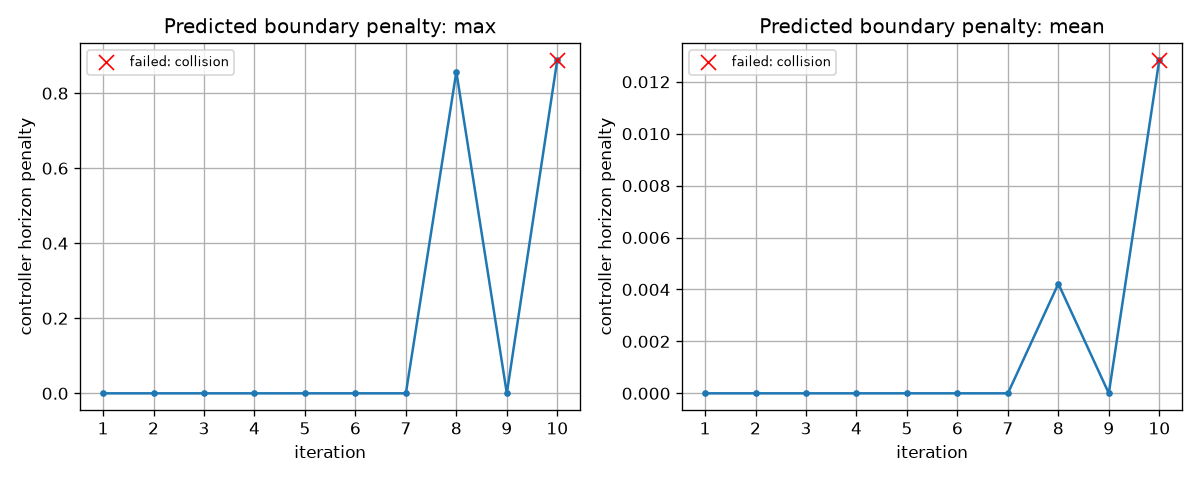 Predicted boundary penalty: max
failed: collision
controller horizon penalty
0.8
0.6
0.4
0.2
0.0
1 2 3 4 5 6 7 8 9 10
iteration
Predicted boundary penalty: mean
failed: collision
controller horizon penalty
0.012
0.010
0.008
0.006
0.004
0.002
0.000
1 2 3 4 5 6 7 8 9 10
iteration